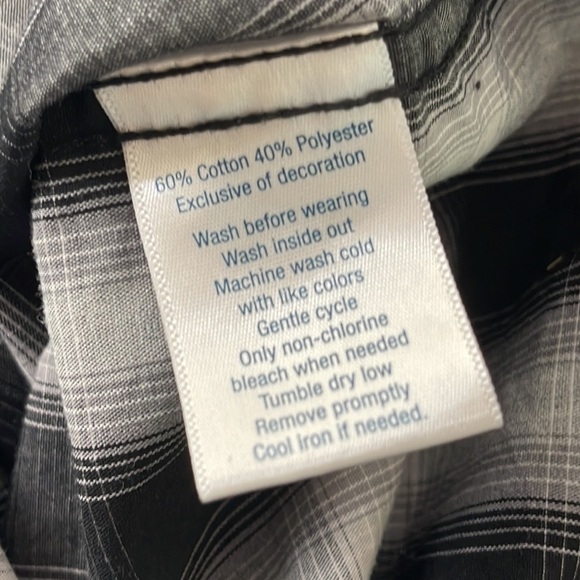 60% Cotton 40% Polyester
Exclusive of decoration
Wash before wearing
Wash inside out
Machine wash cold
with like colors
Gentle cycle
Only non-chlorine
bleach when needed
Tumble dry low
Remove promptly
Cool Iron if needed.